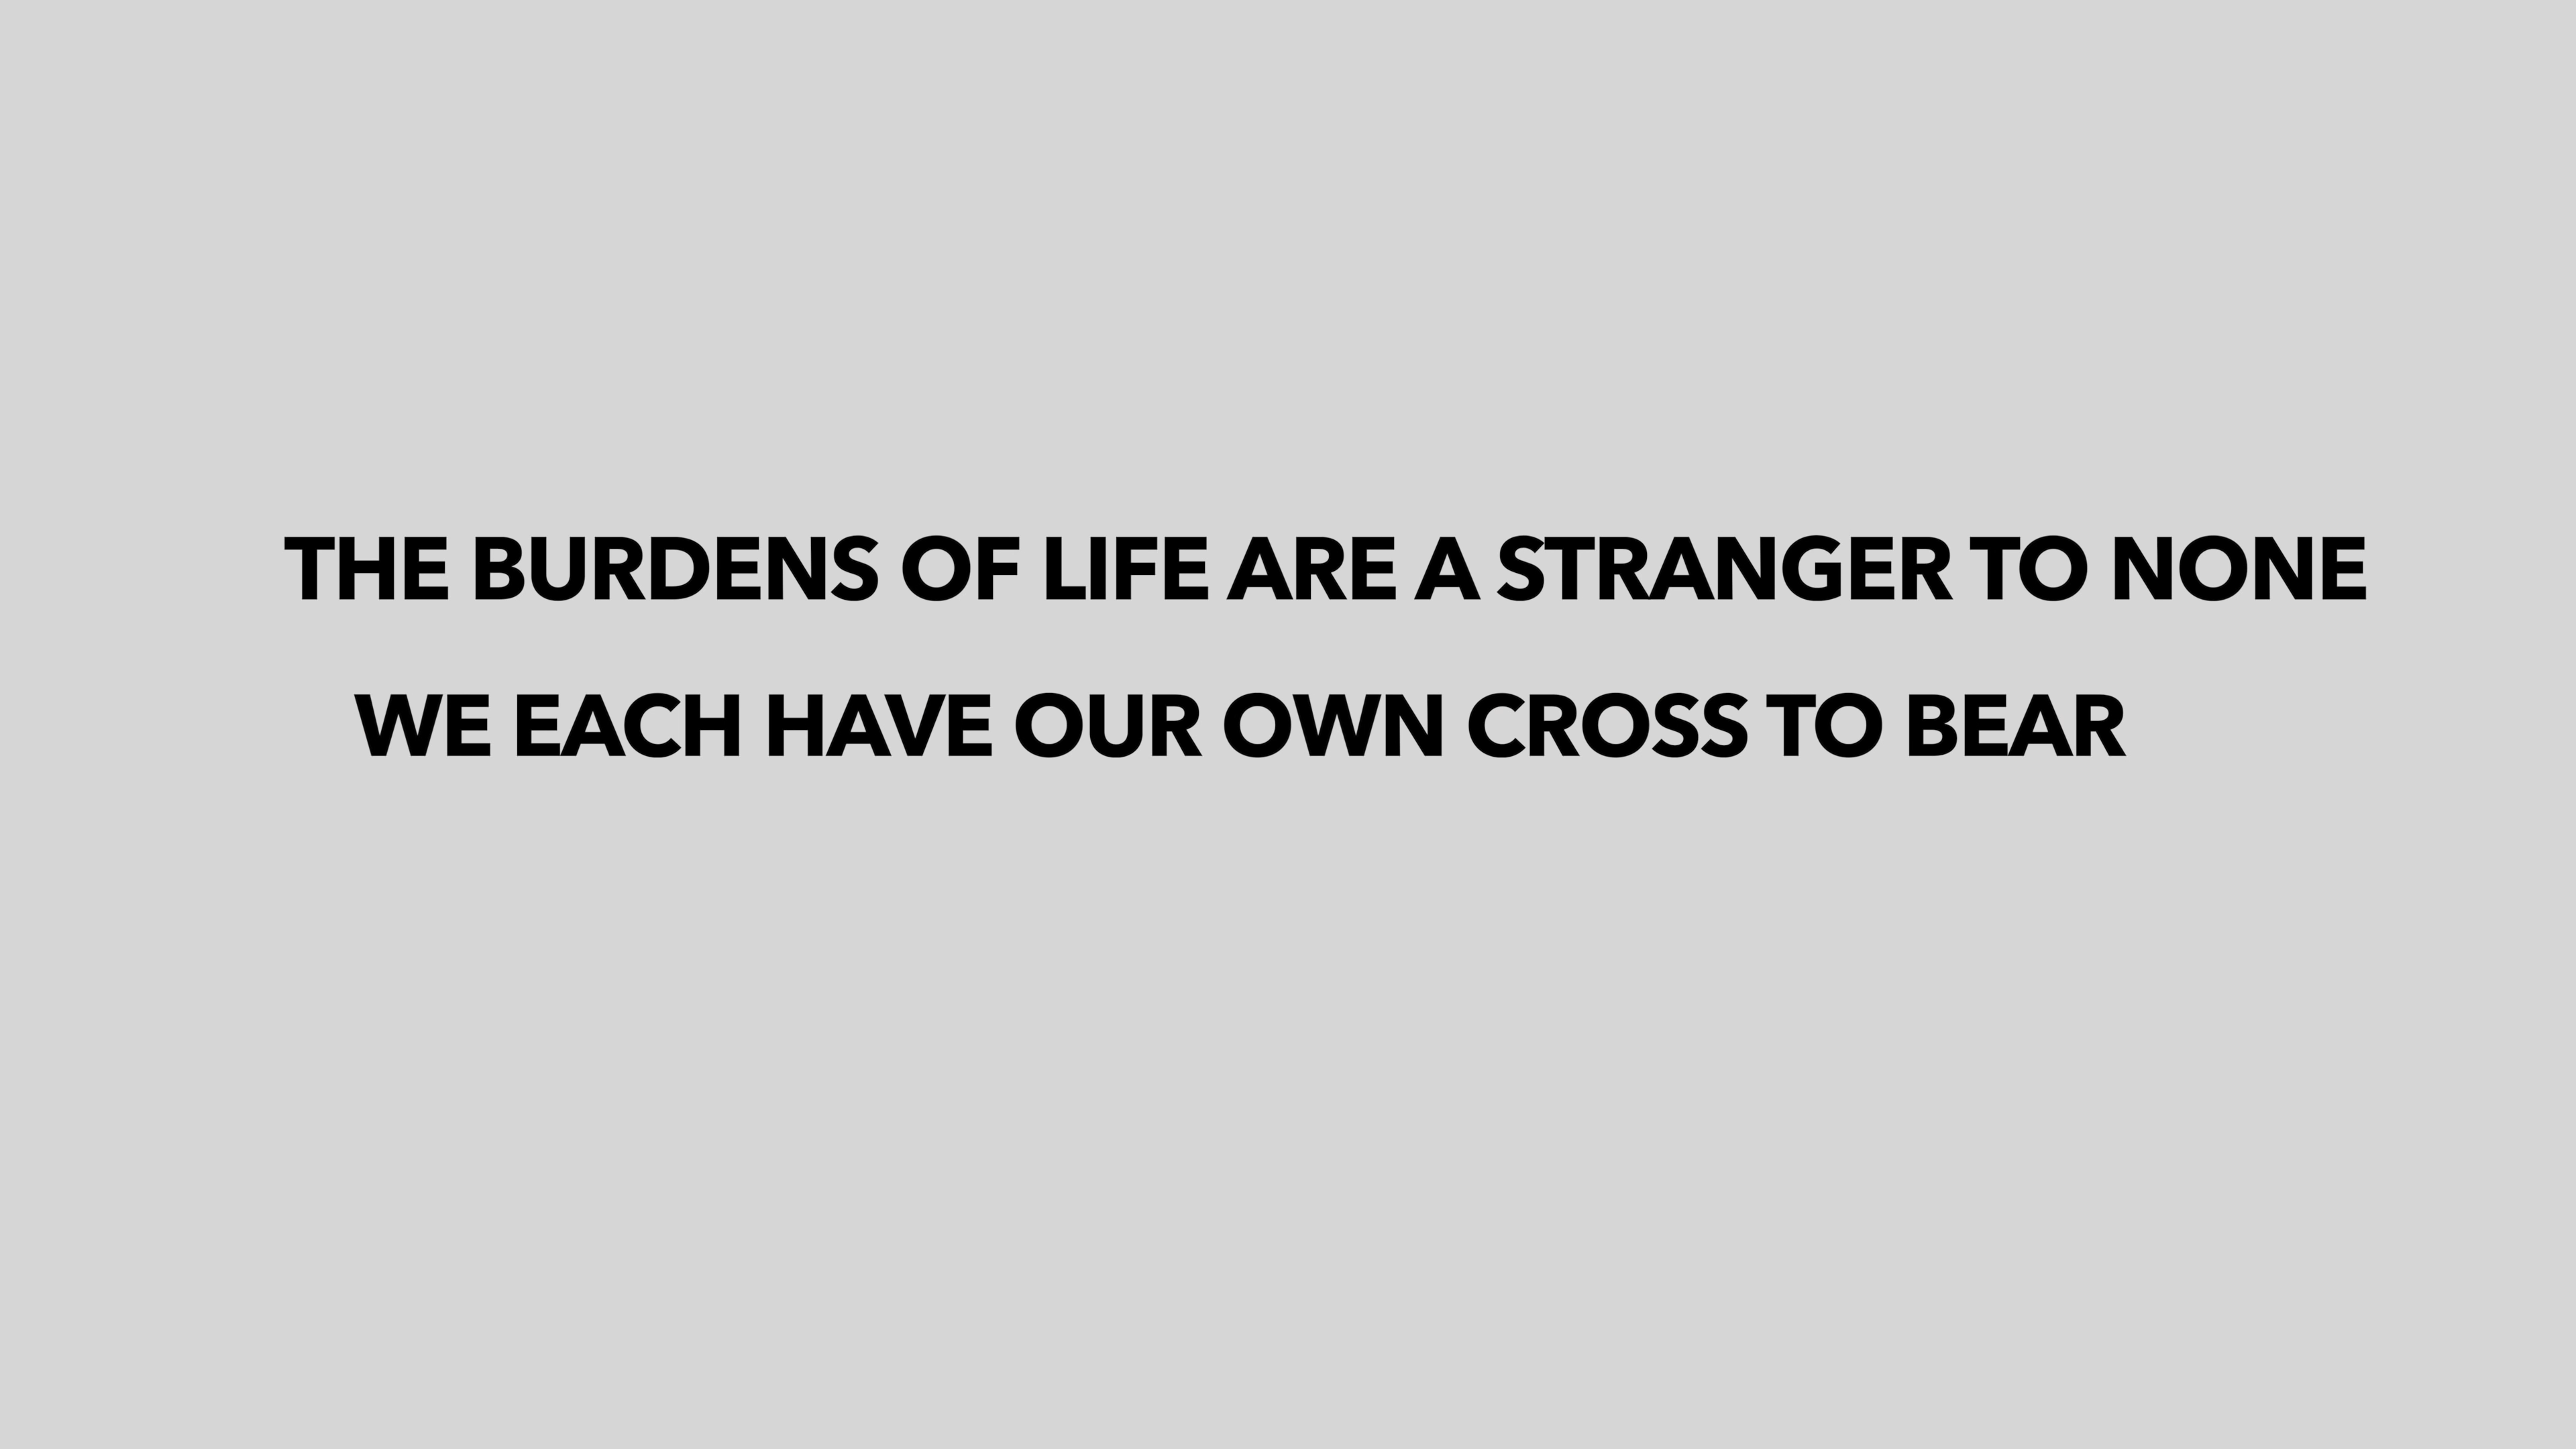 THE BURDENS OF LIFE ARE A STRANGER TO NONE
WE EACH HAVE OUR OWN CROSS TO BEAR